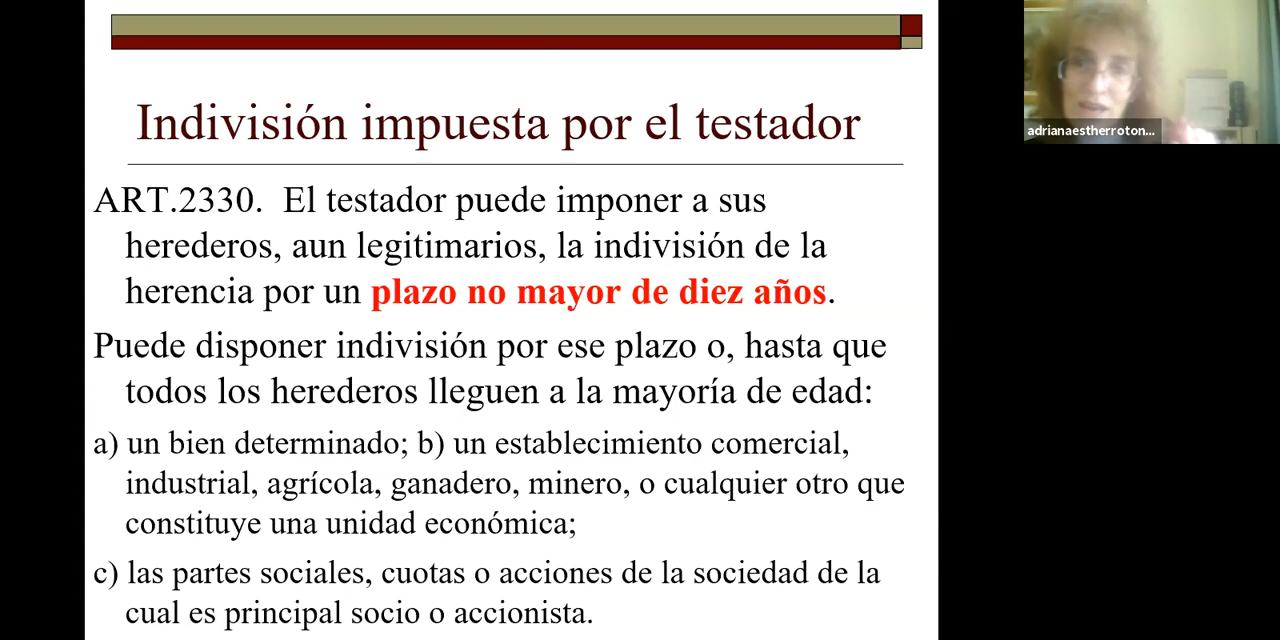 Indivisión impuesta por el testador
ART.2330. El testador puede imponer a sus
herederos, aun legitimarios, la indivisión de la
herencia por un plazo no mayor de diez años.
Puede disponer indivisión por ese plazo o, hasta que
todos los herederos lleguen a la mayoría de edad:
a) un bien determinado; b) un establecimiento comercial,
industrial, agrícola, ganadero, minero, o cualquier otro que
constituye una unidad económica;
c) las partes sociales, cuotas o acciones de la sociedad de la
cual es principal socio o accionista.
adrianaestherroton...